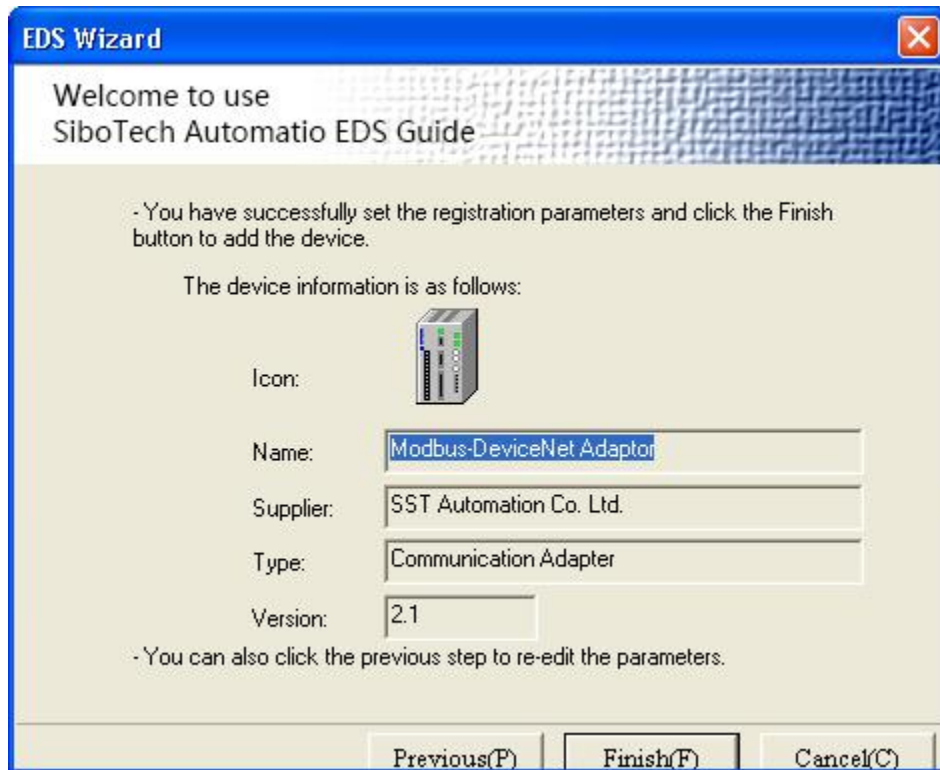 EDS Wizard
Welcome to use
SiboTech Automatio EDS Guide
- You have successfully set the registration parameters and click the Finish
button to add the device.
The device information is as follows:
Icon:
Name: Modbus-DeviceNet Adaptor
Supplier: SST Automation Co. Ltd.
Type: Communication Adapter
Version: 2.1
- You can also click the previous step to re-edit the parameters.
Previous(P) Finish(F) Cancel(C)